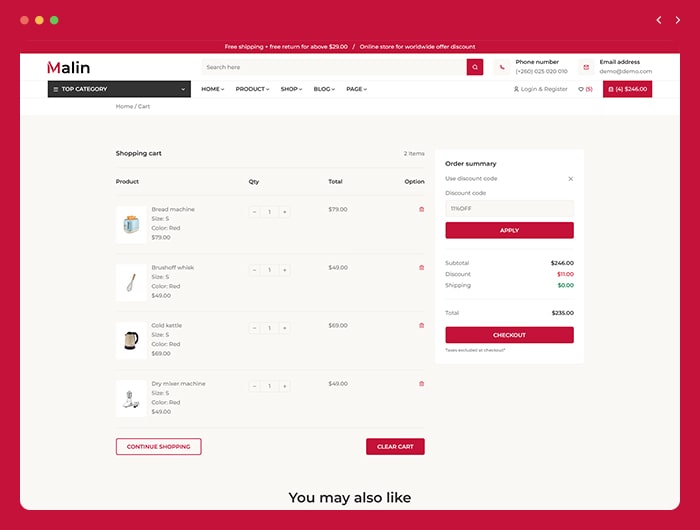 Free shipping + free return for above $29.00 / Online store for worldwide offer discount
Malin
Search here
Phone number
(+260) 025 020 010
Email address
demo@demo.com
TOP CATEGORY
HOME PRODUCT SHOP BLOG PAGE
Login & Register
(5)
(4) $246.00
Home / Cart
Shopping cart
2 Items
Product Qty Total Option
Bread machine
Size: S
Color: Red
$79.00
− 1 +
$79.00
Brushoff whisk
Size: S
Color: Red
$49.00
− 1 +
$49.00
Cold kattle
Size: S
Color: Red
$69.00
− 1 +
$69.00
Dry mixer machine
Size: S
Color: Red
$49.00
− 1 +
$49.00
CONTINUE SHOPPING
CLEAR CART
Order summary
Use discount code
Discount code
11%OFF
APPLY
Subtotal $246.00
Discount $11.00
Shipping $0.00
Total $235.00
CHECKOUT
Taxes excluded at checkout*
You may also like